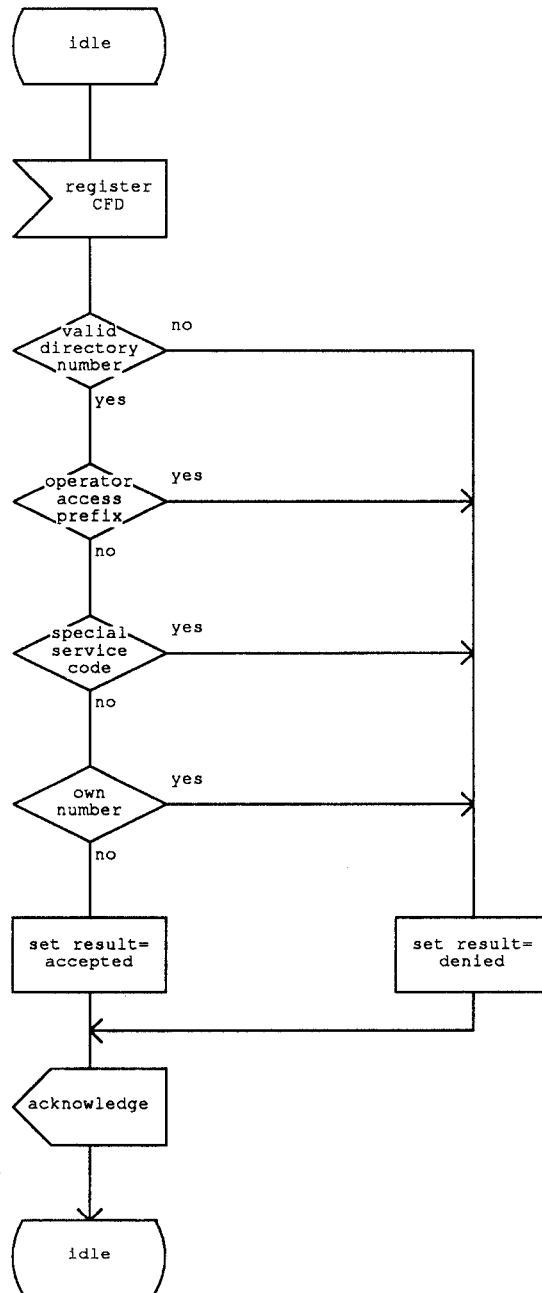 idle
register
CFD
valid
directory
number
no
yes
operator
access
prefix
yes
no
special
service
code
yes
no
own
number
yes
no
set result=
accepted
set result=
denied
acknowledge
idle